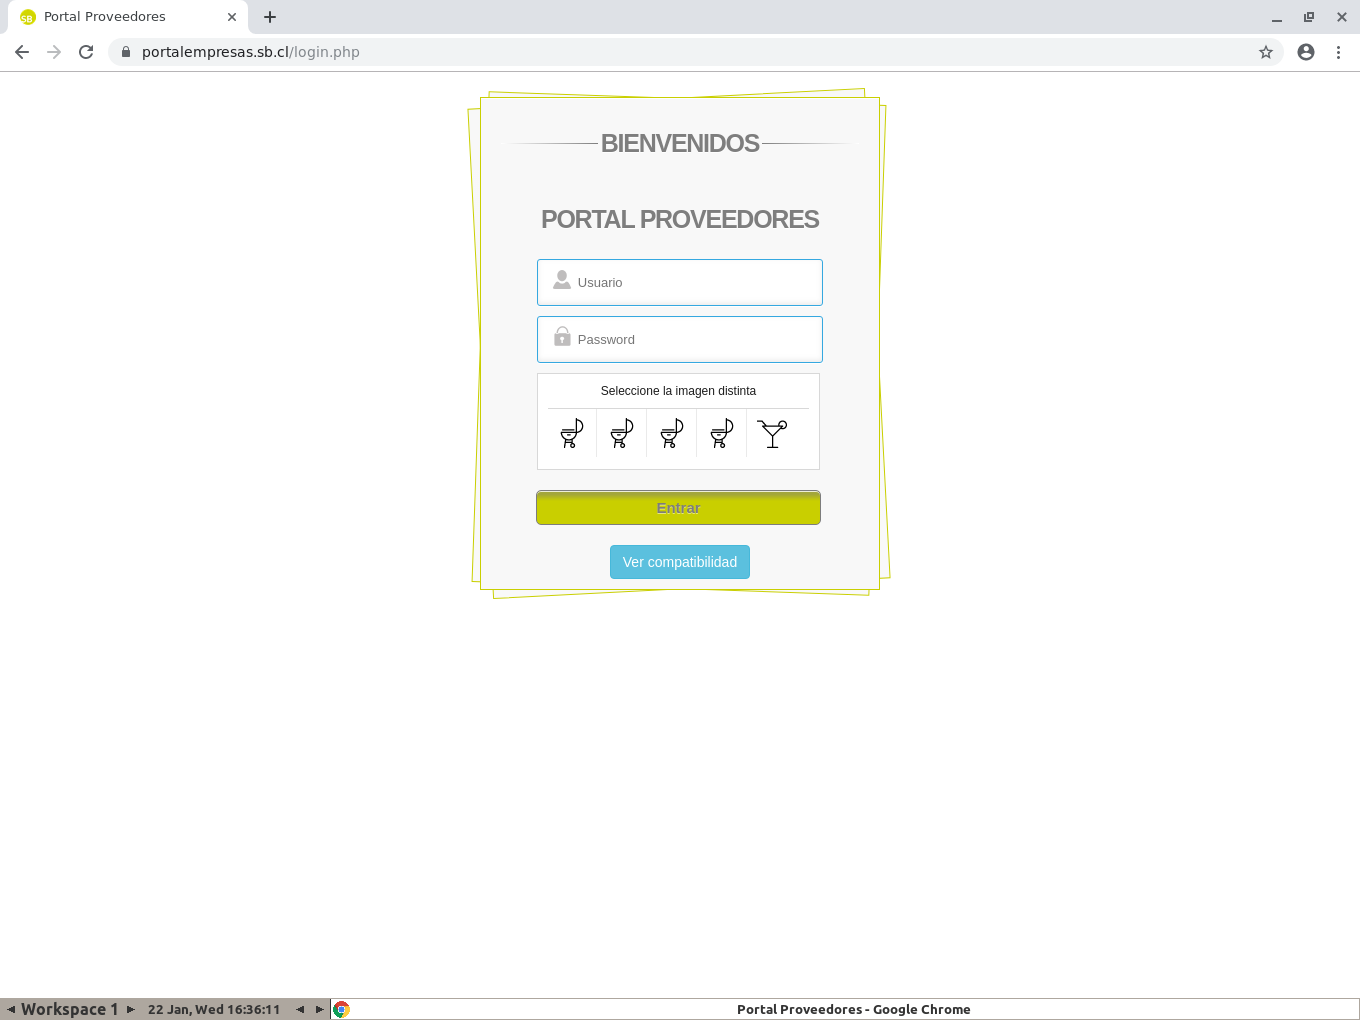 SB
Portal Proveedores
portalempresas.sb.cl/login.php
BIENVENIDOS
PORTAL PROVEEDORES
Usuario
Password
Seleccione la imagen distinta
Entrar
Ver compatibilidad
Workspace 1
22 Jan, Wed 16:36:11
Portal Proveedores - Google Chrome